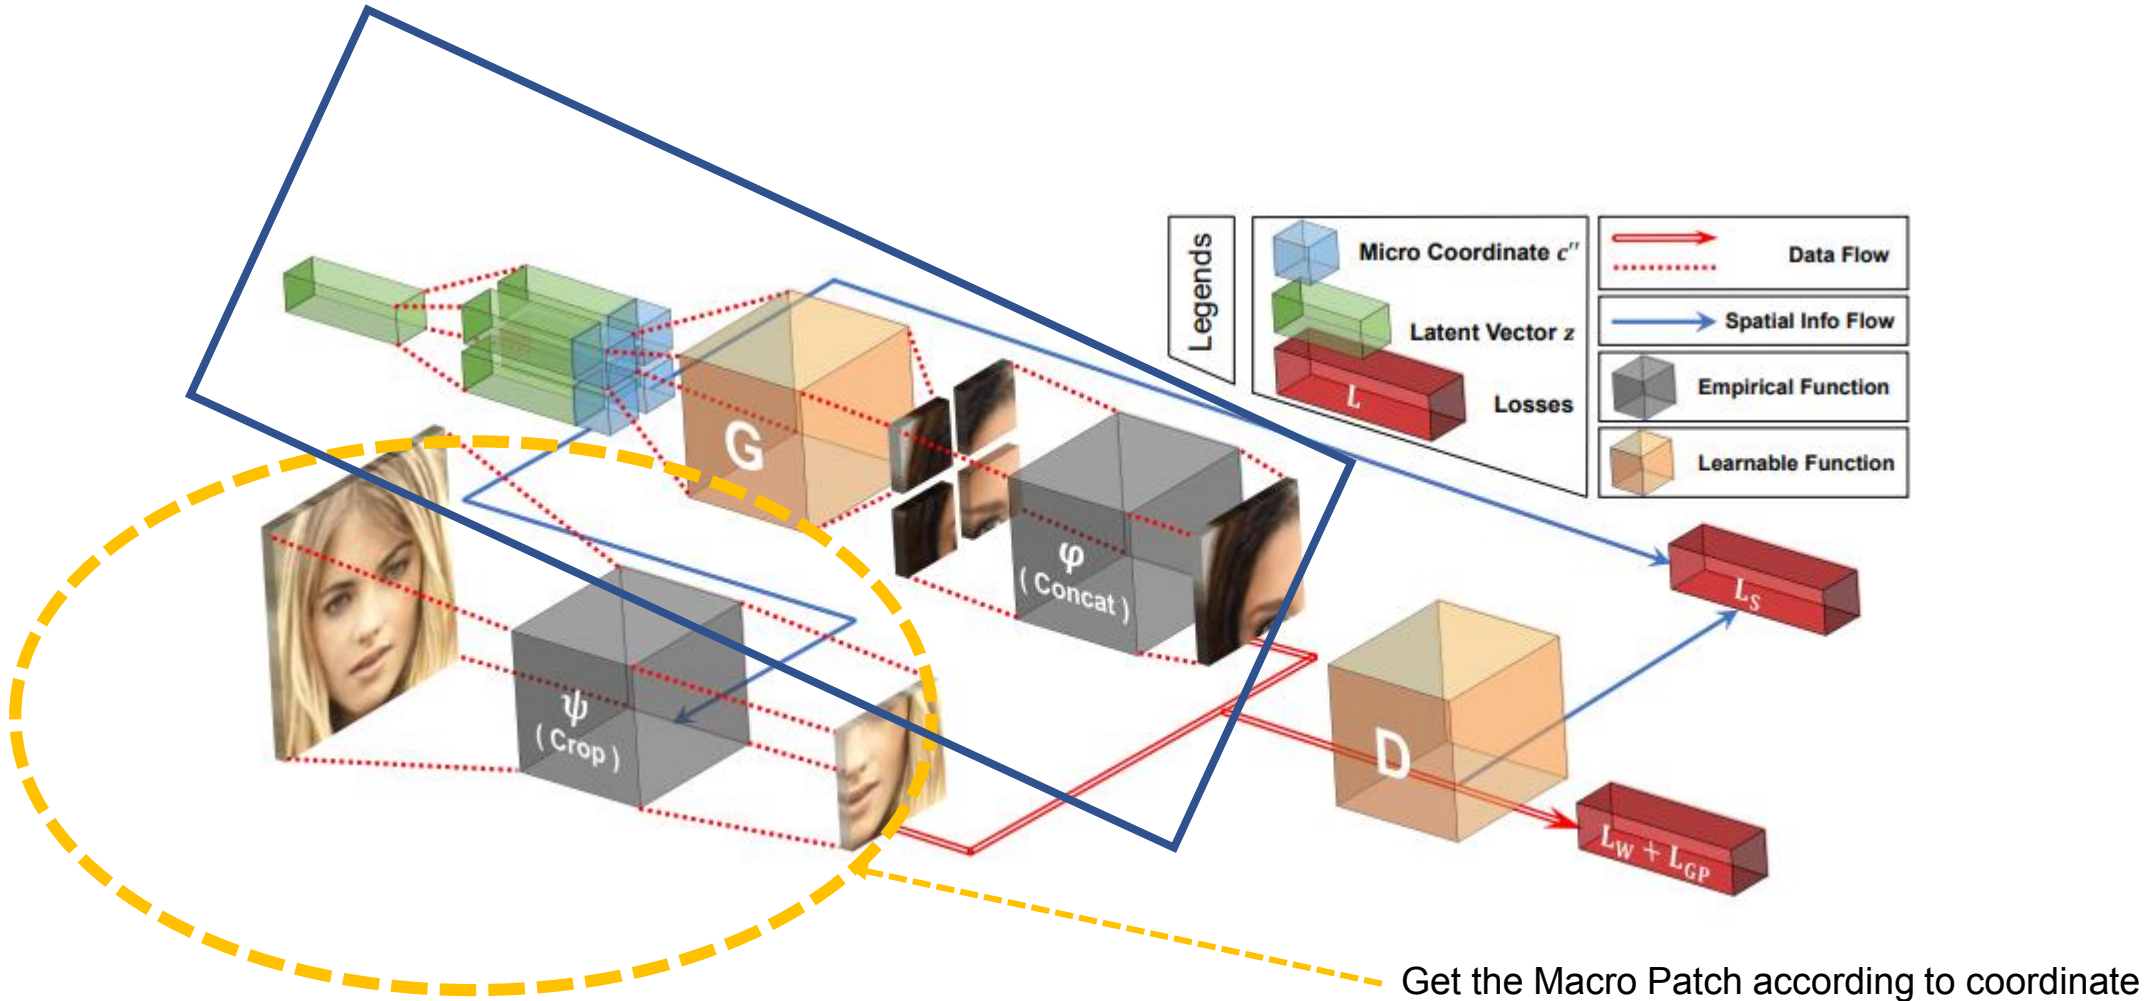 Legends
Micro Coordinate c″
Latent Vector z
L
Losses
Data Flow
Spatial Info Flow
Empirical Function
Learnable Function
G
φ
( Concat )
ψ
( Crop )
D
L_S
L_W + L_GP
Get the Macro Patch according to coordinate